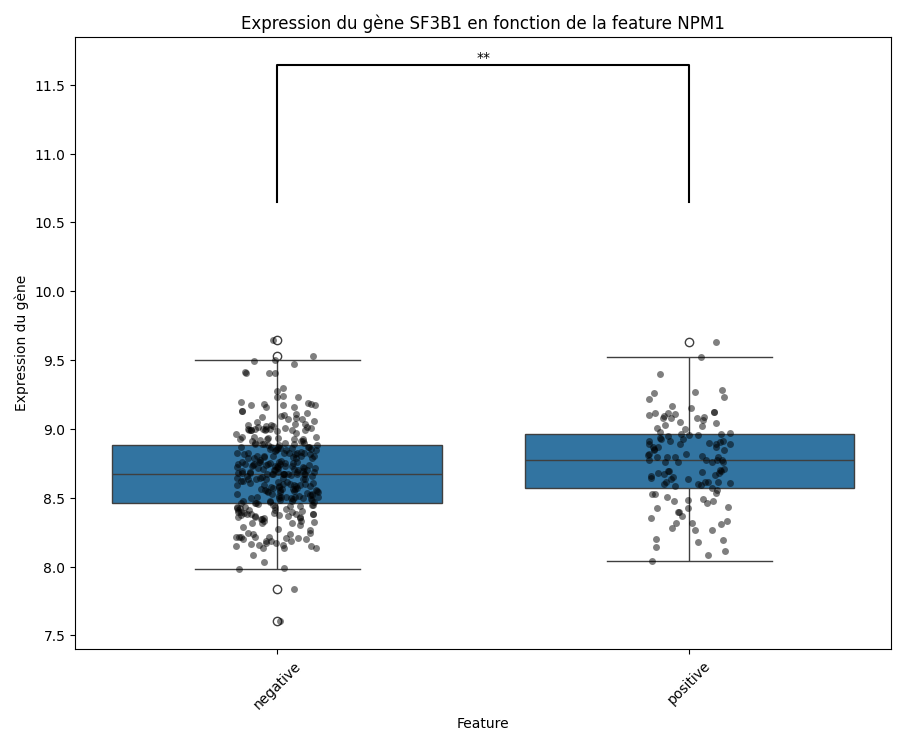 Expression du gène SF3B1 en fonction de la feature NPM1
**
11.5
11.0
10.5
10.0
9.5
9.0
8.5
8.0
7.5
Expression du gène
negative
positive
Feature